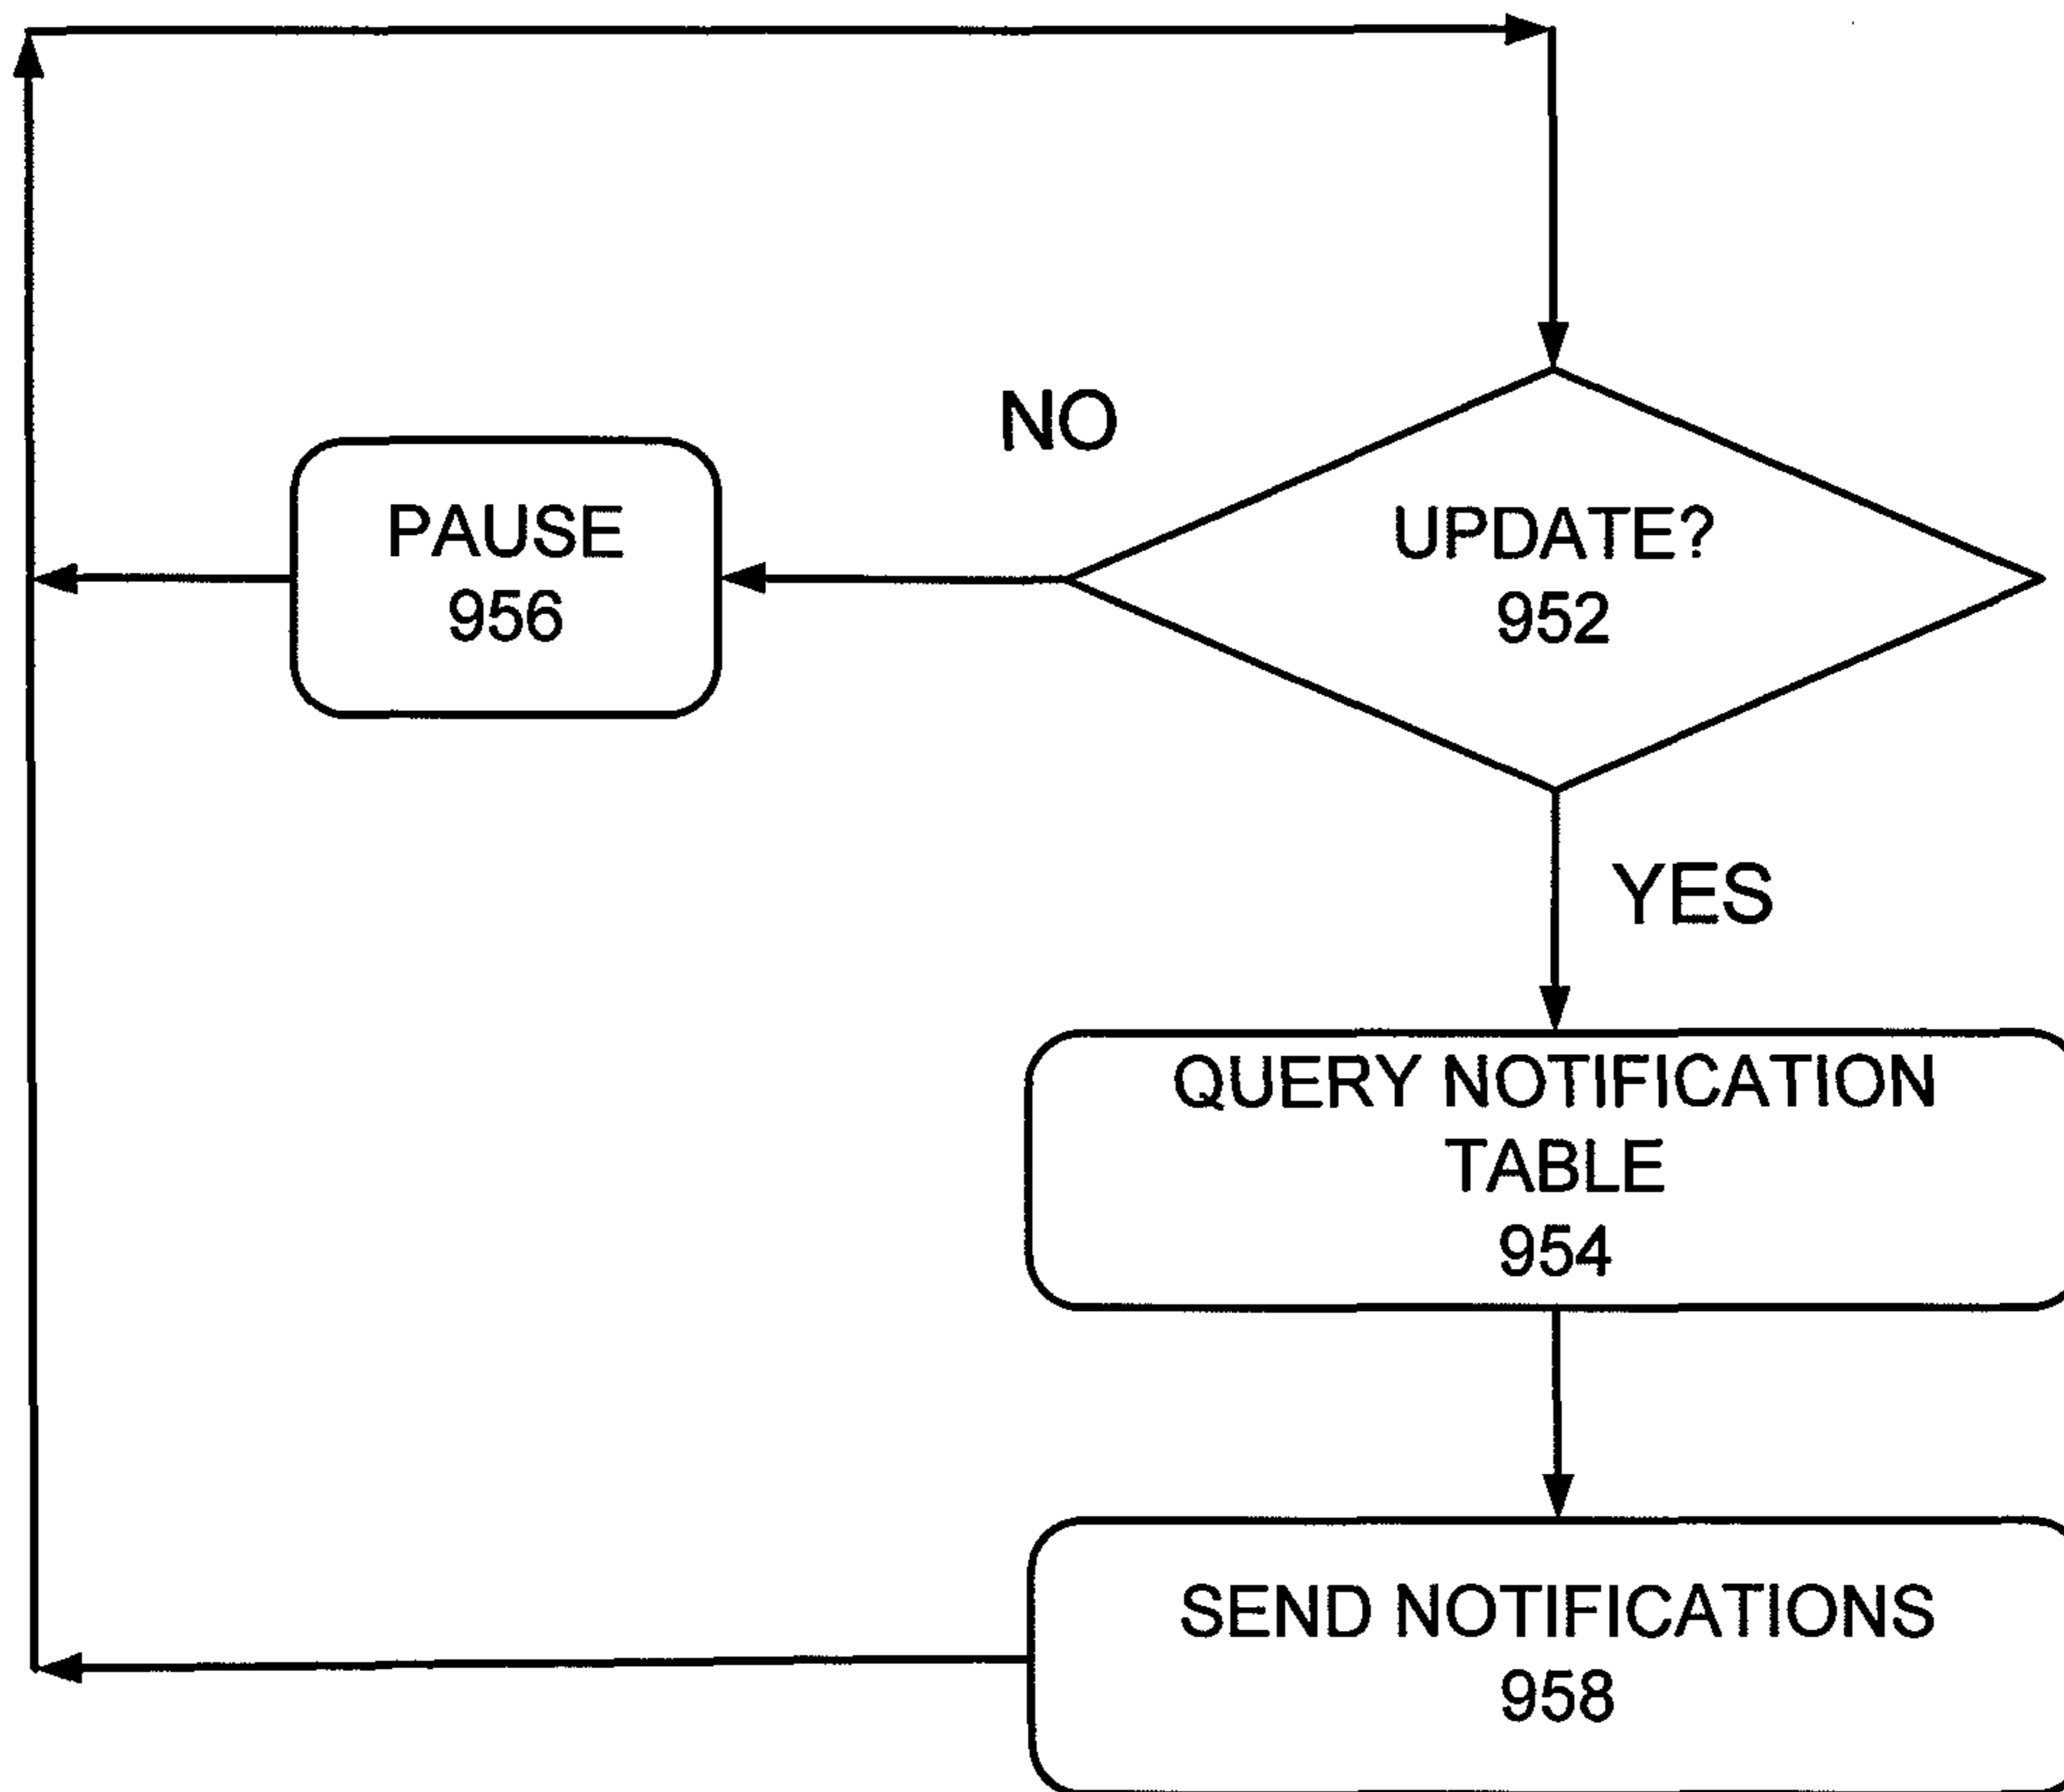 NO
PAUSE
956
UPDATE?
952
YES
QUERY NOTIFICATION
TABLE
954
SEND NOTIFICATIONS
958